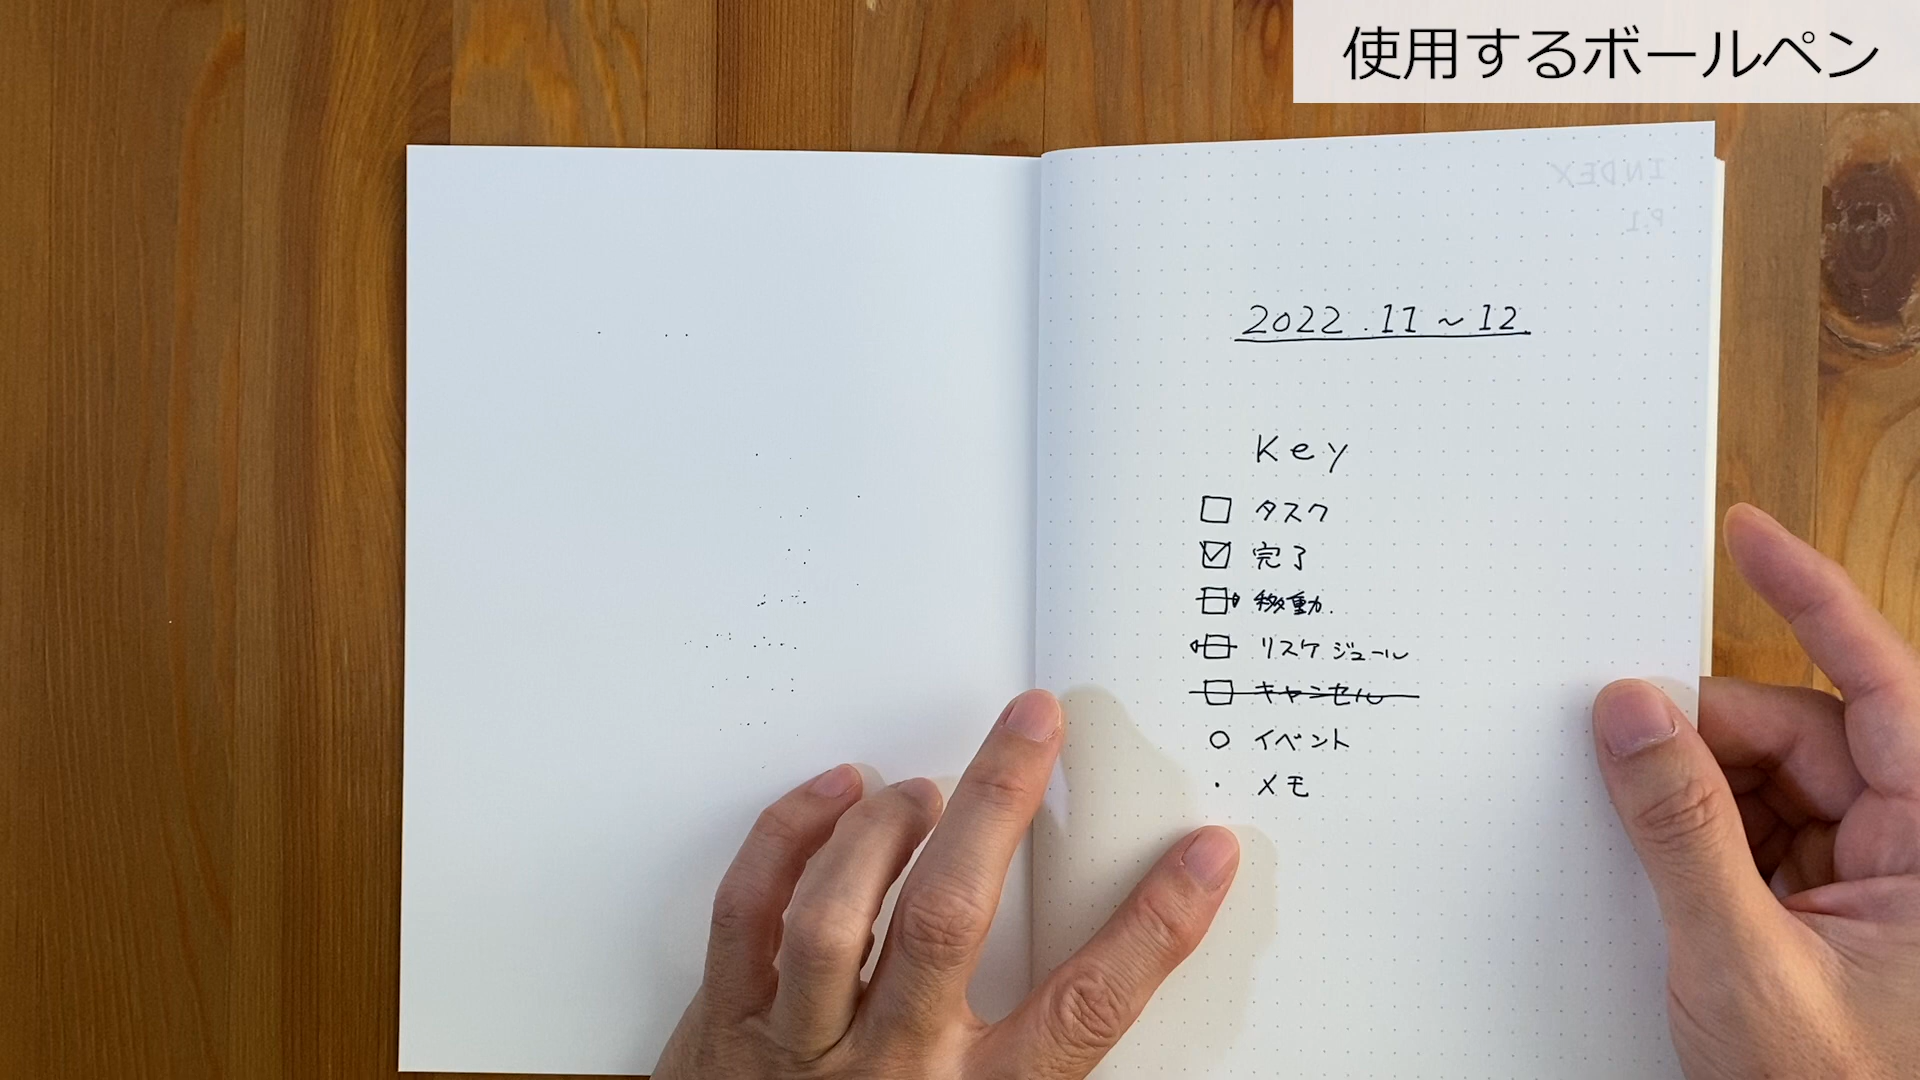 使用するボールペン
INDEX
P.1
2022.11~12.
Key
タスク
完了
移動.
リスケジュール
キャンセル
イベント
・メモ